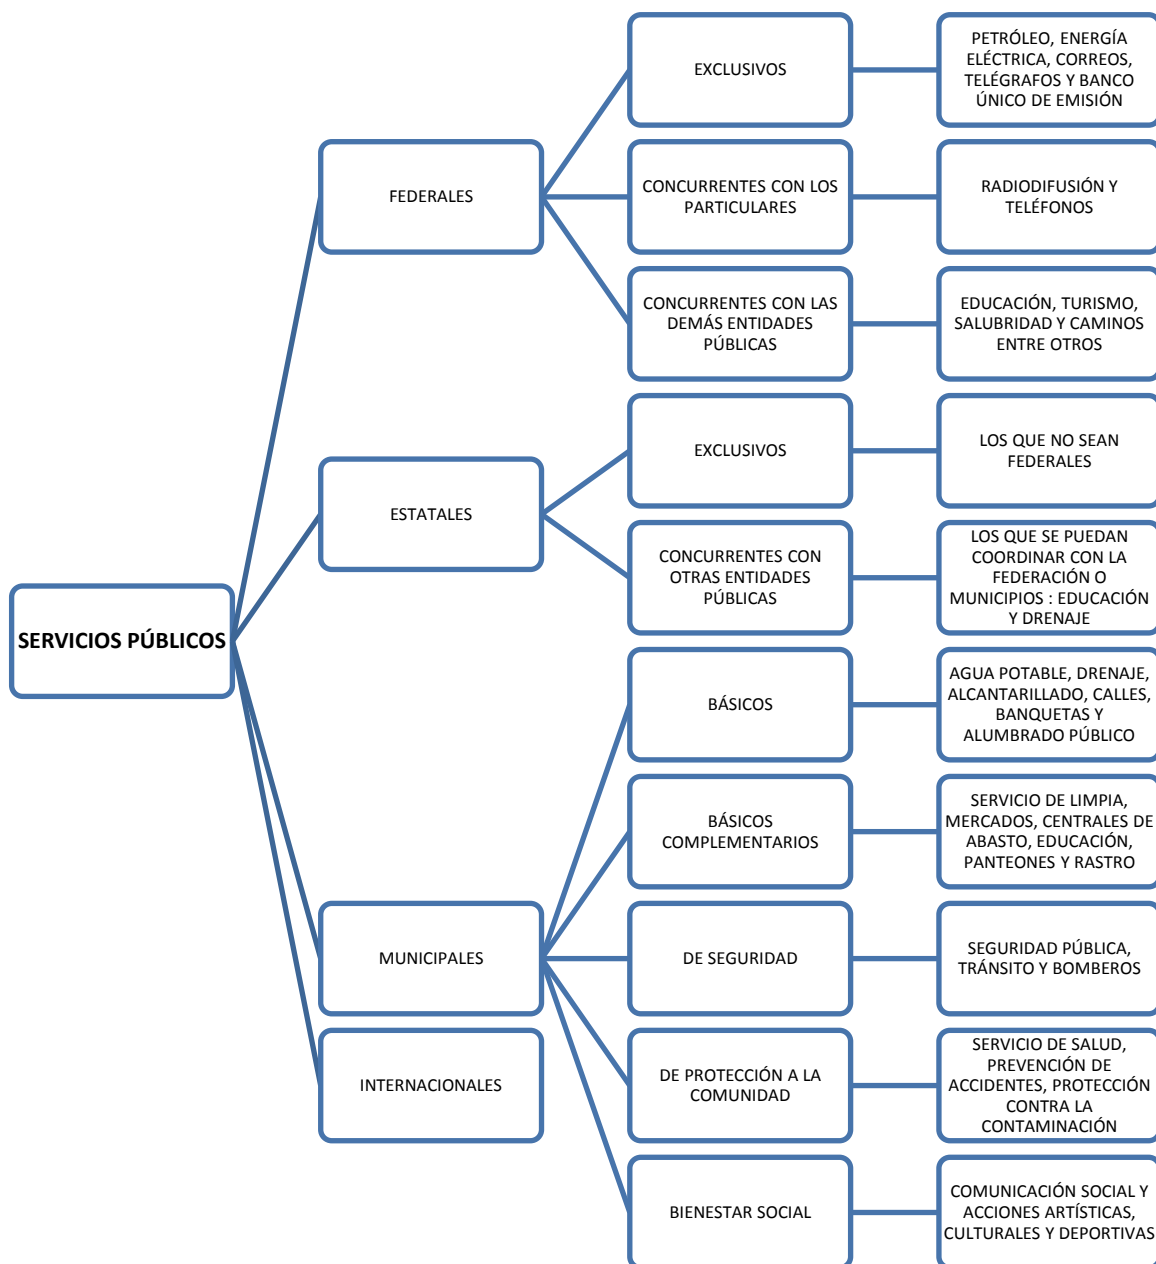 SERVICIOS PÚBLICOS
FEDERALES
EXCLUSIVOS
PETRÓLEO, ENERGÍA
ELÉCTRICA, CORREOS,
TELÉGRAFOS Y BANCO
ÚNICO DE EMISIÓN
CONCURRENTES CON LOS
PARTICULARES
RADIODIFUSIÓN Y
TELÉFONOS
CONCURRENTES CON LAS
DEMÁS ENTIDADES
PÚBLICAS
EDUCACIÓN, TURISMO,
SALUBRIDAD Y CAMINOS
ENTRE OTROS
ESTATALES
EXCLUSIVOS
LOS QUE NO SEAN
FEDERALES
CONCURRENTES CON
OTRAS ENTIDADES
PÚBLICAS
LOS QUE SE PUEDAN
COORDINAR CON LA
FEDERACIÓN O
MUNICIPIOS : EDUCACIÓN
Y DRENAJE
MUNICIPALES
BÁSICOS
AGUA POTABLE, DRENAJE,
ALCANTARILLADO, CALLES,
BANQUETAS Y
ALUMBRADO PÚBLICO
BÁSICOS
COMPLEMENTARIOS
SERVICIO DE LIMPIA,
MERCADOS, CENTRALES DE
ABASTO, EDUCACIÓN,
PANTEONES Y RASTRO
DE SEGURIDAD
SEGURIDAD PÚBLICA,
TRÁNSITO Y BOMBEROS
DE PROTECCIÓN A LA
COMUNIDAD
SERVICIO DE SALUD,
PREVENCIÓN DE
ACCIDENTES, PROTECCIÓN
CONTRA LA
CONTAMINACIÓN
BIENESTAR SOCIAL
COMUNICACIÓN SOCIAL Y
ACCIONES ARTÍSTICAS,
CULTURALES Y DEPORTIVAS
INTERNACIONALES